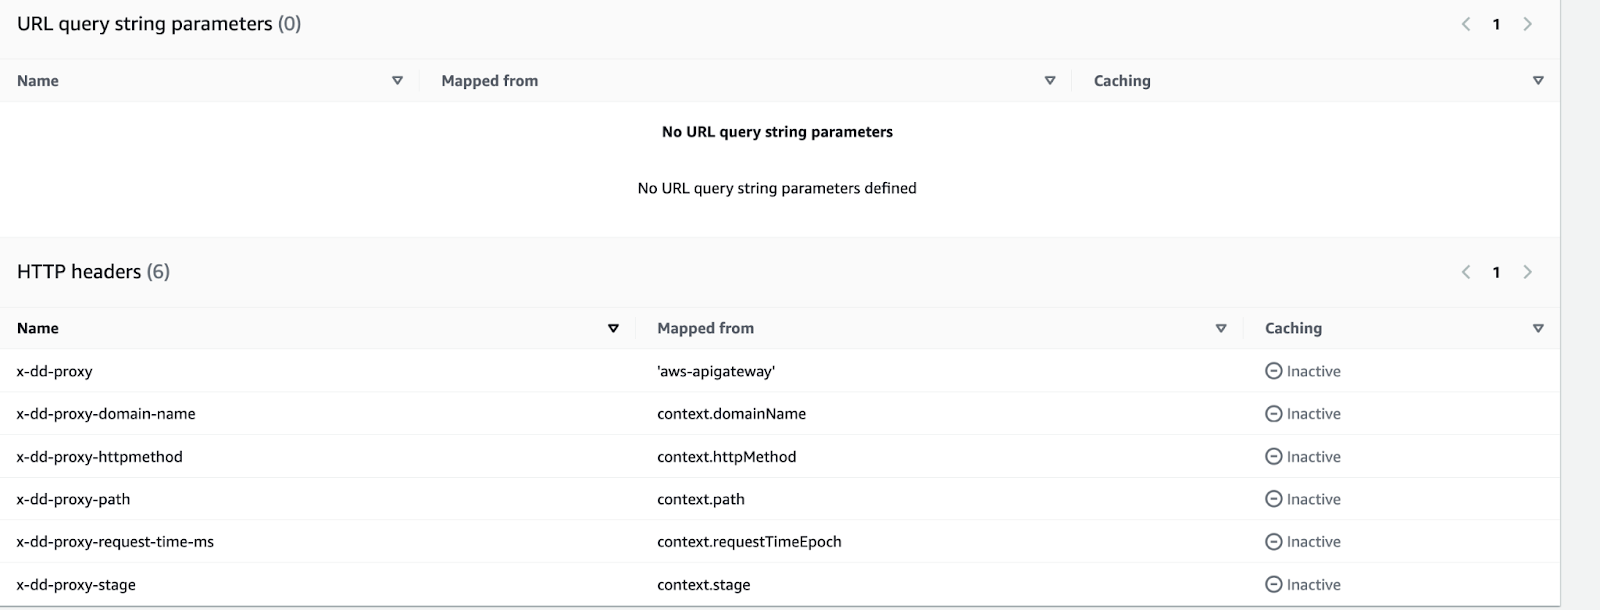 URL query string parameters (0)
1
Name Mapped from Caching
No URL query string parameters
No URL query string parameters defined
HTTP headers (6)
1
Name Mapped from Caching
x-dd-proxy 'aws-apigateway' Inactive
x-dd-proxy-domain-name context.domainName Inactive
x-dd-proxy-httpmethod context.httpMethod Inactive
x-dd-proxy-path context.path Inactive
x-dd-proxy-request-time-ms context.requestTimeEpoch Inactive
x-dd-proxy-stage context.stage Inactive